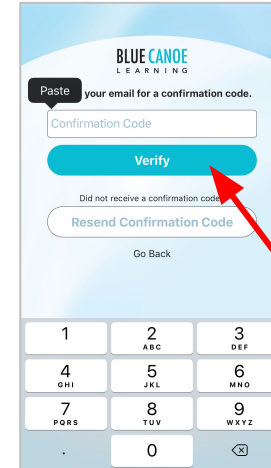 BLUE CANOE
LEARNING
Paste
your email for a confirmation code.
Confirmation Code
Verify
Did not receive a confirmation code
Resend Confirmation Code
Go Back
1 2 3
ABC DEF
4 5 6
GHI JKL MNO
7 8 9
PQRS TUV WXYZ
. 0